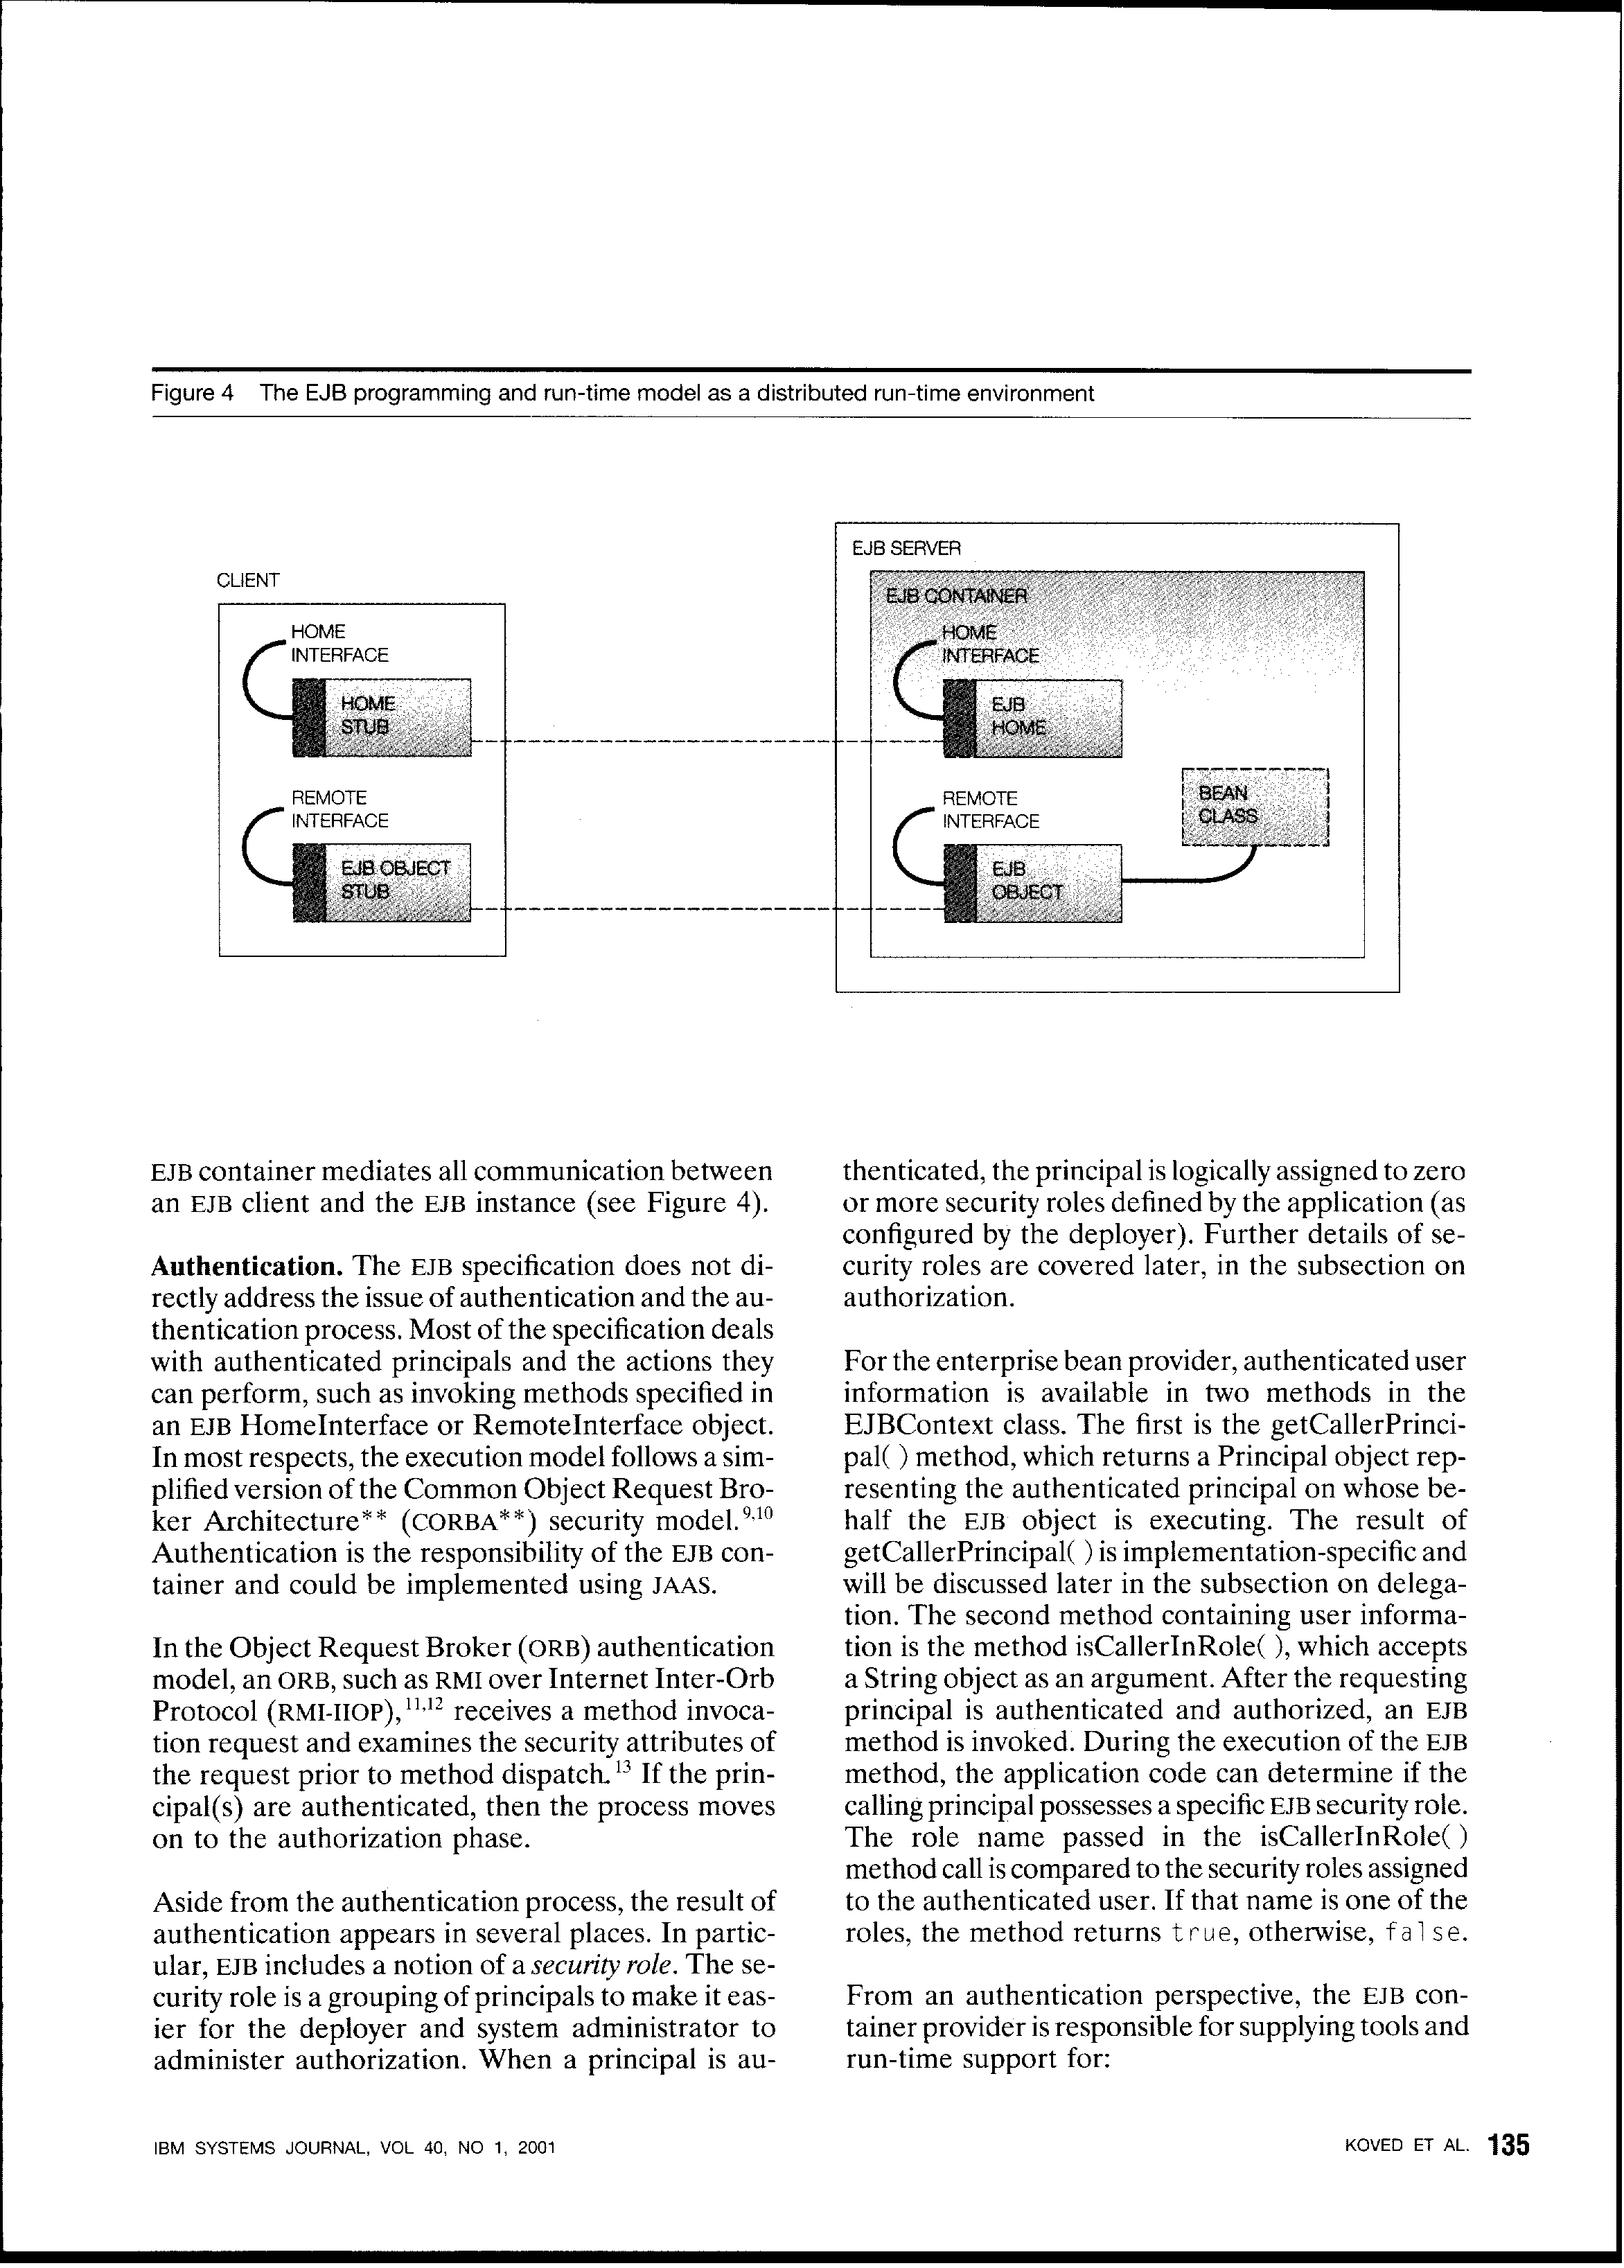 Figure 4 The EJB programming and run-time model as a distributed run-time environment
CLIENT
HOME
INTERFACE
HOME
STUB
REMOTE
INTERFACE
EJB OBJECT
STUB
EJB SERVER
EJB CONTAINER
HOME
INTERFACE
EJB
HOME
REMOTE
INTERFACE
EJB
OBJECT
BEAN
CLASS
EJB container mediates all communication between
an EJB client and the EJB instance (see Figure 4).
Authentication. The EJB specification does not di-
rectly address the issue of authentication and the au-
thentication process. Most of the specification deals
with authenticated principals and the actions they
can perform, such as invoking methods specified in
an EJB HomeInterface or RemoteInterface object.
In most respects, the execution model follows a sim-
plified version of the Common Object Request Bro-
ker Architecture** (CORBA**) security model.9,10
Authentication is the responsibility of the EJB con-
tainer and could be implemented using JAAS.
In the Object Request Broker (ORB) authentication
model, an ORB, such as RMI over Internet Inter-Orb
Protocol (RMI-IIOP),11,12 receives a method invoca-
tion request and examines the security attributes of
the request prior to method dispatch.13 If the prin-
cipal(s) are authenticated, then the process moves
on to the authorization phase.
Aside from the authentication process, the result of
authentication appears in several places. In partic-
ular, EJB includes a notion of a security role. The se-
curity role is a grouping of principals to make it eas-
ier for the deployer and system administrator to
administer authorization. When a principal is au-
thenticated, the principal is logically assigned to zero
or more security roles defined by the application (as
configured by the deployer). Further details of se-
curity roles are covered later, in the subsection on
authorization.
For the enterprise bean provider, authenticated user
information is available in two methods in the
EJBContext class. The first is the getCallerPrinci-
pal( ) method, which returns a Principal object rep-
resenting the authenticated principal on whose be-
half the EJB object is executing. The result of
getCallerPrincipal( ) is implementation-specific and
will be discussed later in the subsection on delega-
tion. The second method containing user informa-
tion is the method isCallerInRole( ), which accepts
a String object as an argument. After the requesting
principal is authenticated and authorized, an EJB
method is invoked. During the execution of the EJB
method, the application code can determine if the
calling principal possesses a specific EJB security role.
The role name passed in the isCallerInRole( )
method call is compared to the security roles assigned
to the authenticated user. If that name is one of the
roles, the method returns true, otherwise, false.
From an authentication perspective, the EJB con-
tainer provider is responsible for supplying tools and
run-time support for:
IBM SYSTEMS JOURNAL, VOL 40, NO 1, 2001
KOVED ET AL. 135